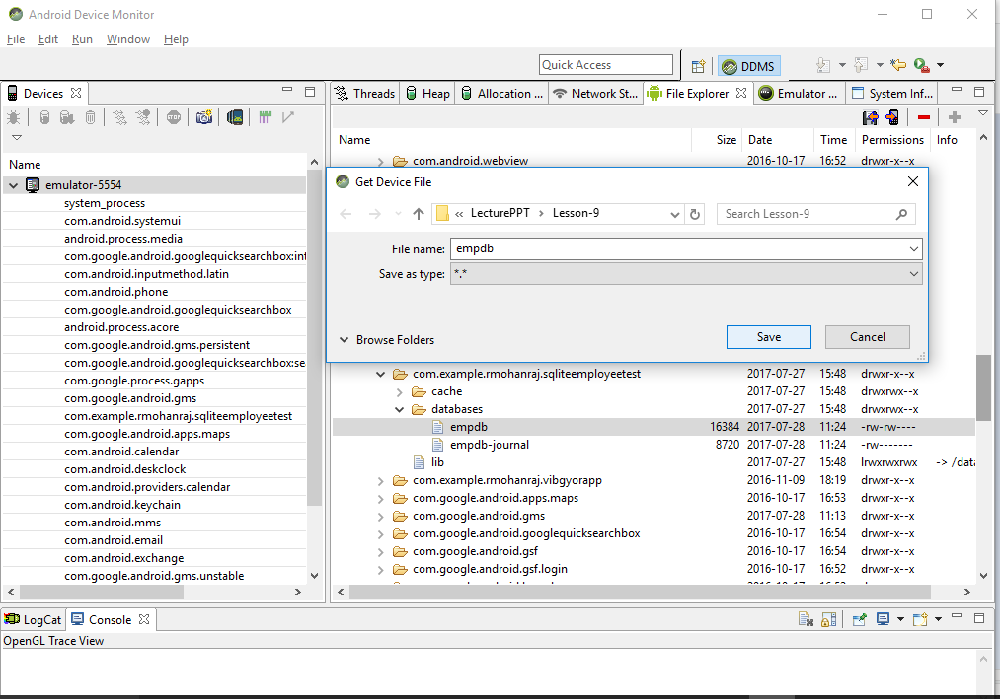 Android Device Monitor
File Edit Run Window Help
Quick Access
DDMS
Devices
Name
emulator-5554
system_process
com.android.systemui
android.process.media
com.google.android.googlequicksearchbox:int
com.android.inputmethod.latin
com.android.phone
com.google.android.googlequicksearchbox
android.process.acore
com.google.android.gms.persistent
com.google.android.googlequicksearchbox:se
com.google.process.gapps
com.google.android.gms
com.example.rmohanraj.sqliteemployeetest
com.google.android.apps.maps
com.android.calendar
com.android.deskclock
com.android.providers.calendar
com.android.keychain
com.android.mms
com.android.email
com.android.exchange
com.google.android.gms.unstable
Threads Heap Allocation ... Network St... File Explorer Emulator ... System Inf...
Name Size Date Time Permissions Info
com.android.webview 2016-10-17 16:52 drwxr-x--x
Get Device File
« LecturePPT > Lesson-9
Search Lesson-9
File name: empdb
Save as type: *.*
Browse Folders
Save Cancel
com.example.rmohanraj.sqliteemployeetest 2017-07-27 15:48 drwxr-x--x
cache 2017-07-27 15:48 drwxrwx--x
databases 2017-07-27 15:48 drwxrwx--x
empdb 16384 2017-07-28 11:24 -rw-rw----
empdb-journal 8720 2017-07-28 11:24 -rw-------
lib 2017-07-27 15:48 lrwxrwxrwx -> /data
com.example.rmohanraj.vibgyorapp 2016-11-09 18:19 drwxr-x--x
com.google.android.apps.maps 2016-10-17 16:53 drwxr-x--x
com.google.android.gms 2017-07-28 11:13 drwxr-x--x
com.google.android.googlequicksearchbox 2016-10-17 16:54 drwxr-x--x
com.google.android.gsf 2016-10-17 16:54 drwxr-x--x
com.google.android.gsf.login 2016-10-17 16:52 drwxr-x--x
LogCat Console
OpenGL Trace View